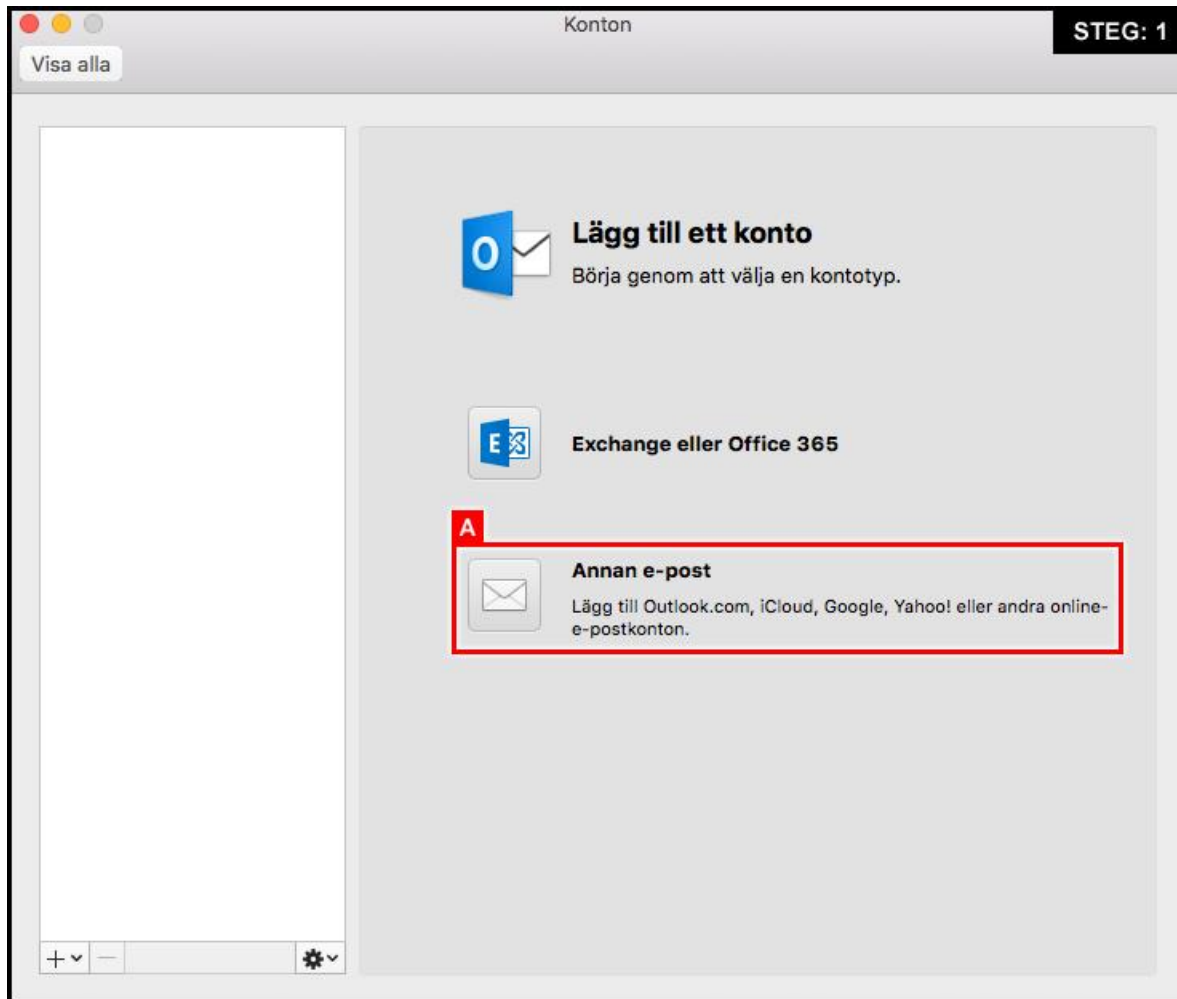 Konton
STEG: 1
Visa alla
O
Lägg till ett konto
Börja genom att välja en kontotyp.
E
Exchange eller Office 365
A
Annan e-post
Lägg till Outlook.com, iCloud, Google, Yahoo! eller andra online-
e-postkonton.